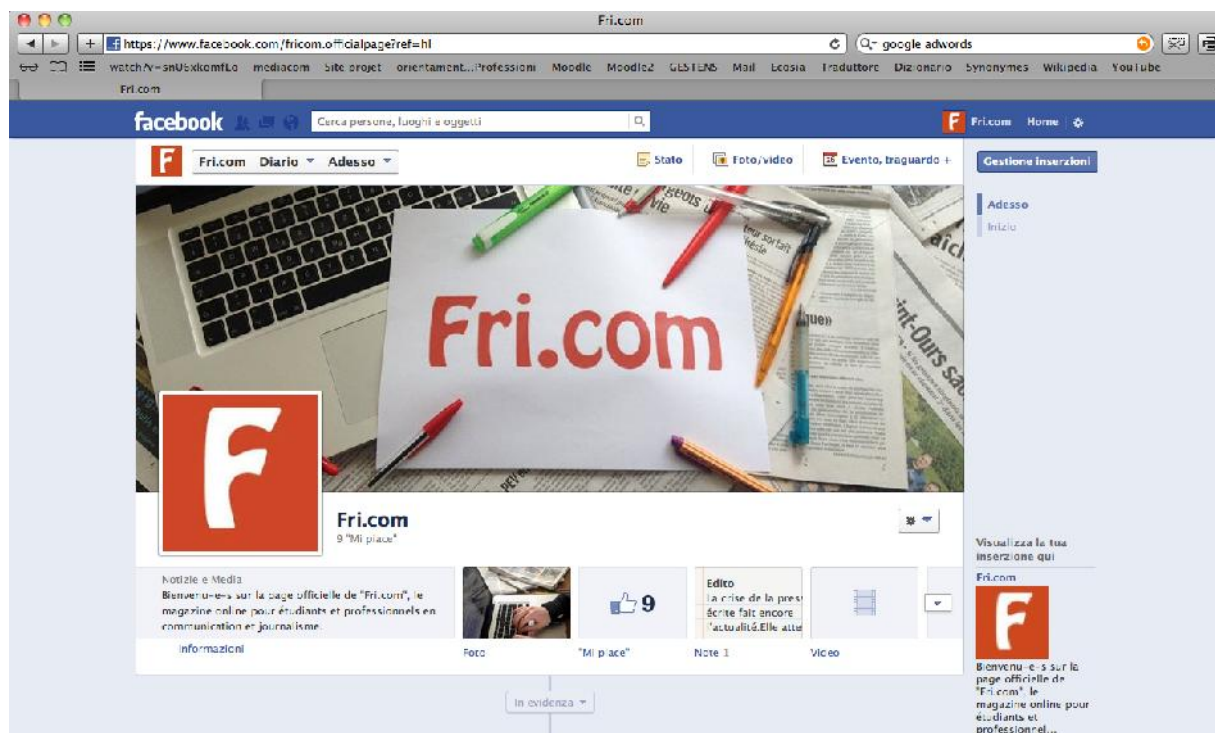 Fri.com
https://www.facebook.com/fricom.officialpage?ref=hl
google adwords
mediacom Site projet orientament...Professioni Moodle Moodle2 GESTENS Mail Ecosia Traduttore Dizionario Synonymes Wikipedia YouTube
Fri.com
facebook
Cerca persone, luoghi e oggetti
F Fri.com Home
F Fri.com Diario Adesso
Stato Foto/video Evento, traguardo +
Gestione inserzioni
Adesso
Inizio
Fri.com
F
Fri.com
9 "Mi piace"
Notizie e Media
Bienvenu-e-s sur la page officielle de "Fri.com", le
magazine online pour étudiants et professionnels en
communication et journalisme.
Informazioni
Foto
9
"Mi piace"
Edito
La crise de la press
écrite fait encore
l'actualité.Elle atte
Note 1
Video
In evidenza
Visualizza la tua
inserzione qui
Fri.com
F
Bienvenu-e-s sur la
page officielle de
"Fri.com", le
magazine online pour
étudiants et
professionnel...